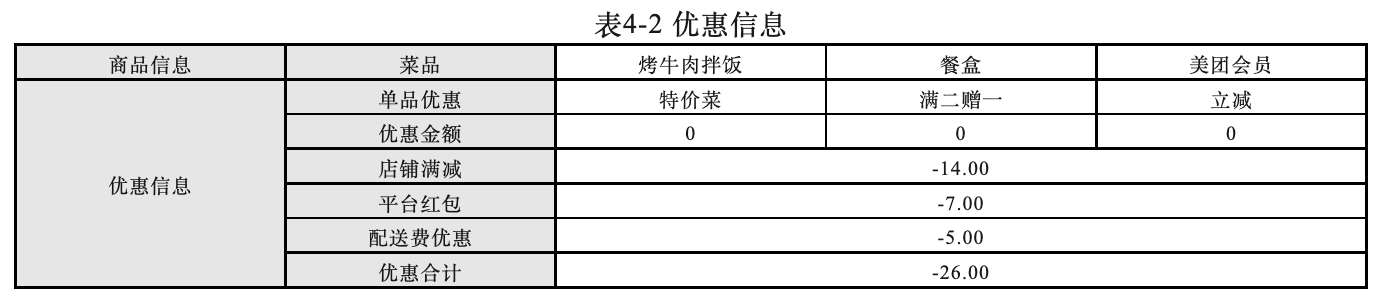 表4-2 优惠信息
商品信息 菜品 烤牛肉拌饭 餐盒 美团会员
优惠信息 单品优惠 特价菜 满二赠一 立减
优惠金额 0 0 0
店铺满减 -14.00
平台红包 -7.00
配送费优惠 -5.00
优惠合计 -26.00